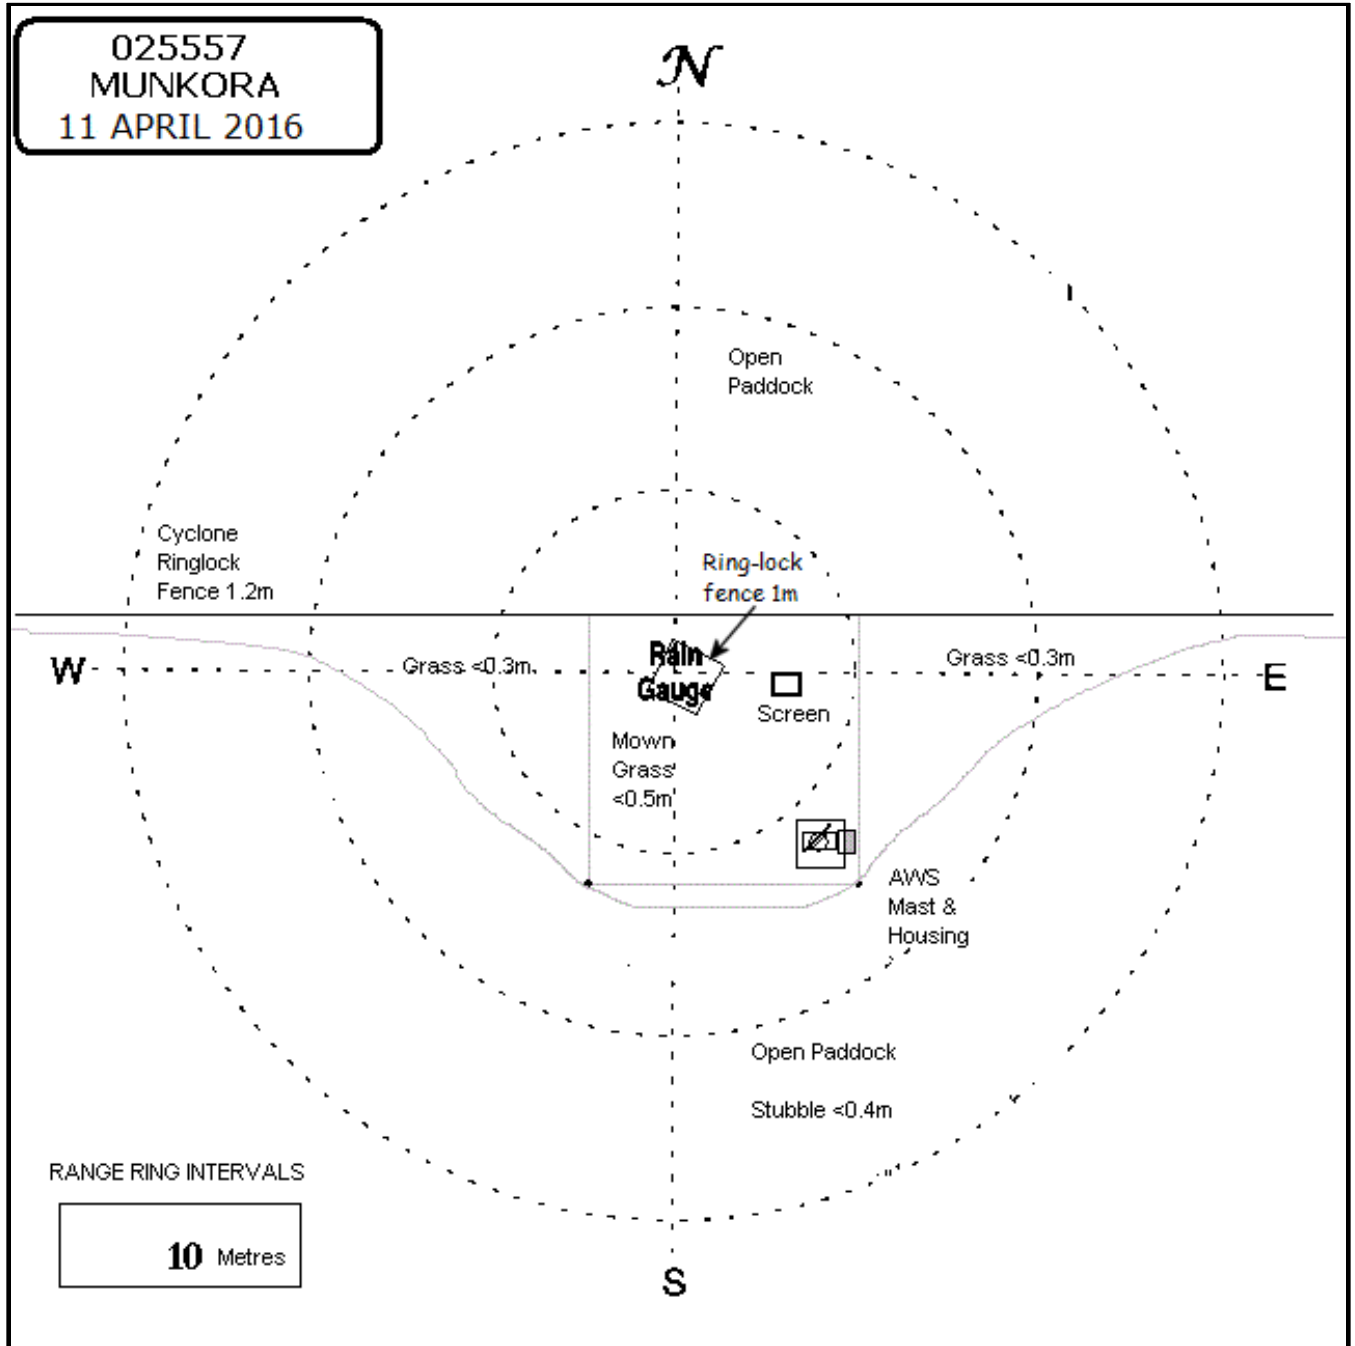 025557
MUNKORA
11 APRIL 2016
N
Open
Paddock
Cyclone
Ringlock
Fence 1.2m
Ring-lock
fence 1m
W
Grass <0.3m
Rain
Gauge
Grass <0.3m
E
Screen
Mown
Grass
<0.5m
AWS
Mast &
Housing
Open Paddock
Stubble <0.4m
RANGE RING INTERVALS
10 Metres
S